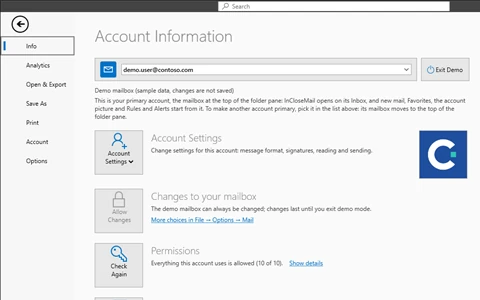 Search
Account Information
Info
demo.user@contoso.com
Exit Demo
Analytics
Demo mailbox (sample data, changes are not saved)
Open & Export
This is your primary account, the mailbox at the top of the folder pane: InCloseMail opens on its Inbox, and new mail, Favorites, the account
picture and Rules and Alerts start from it. To make another account primary, pick it in the list above: its mailbox moves to the top of the
folder pane.
Save As
Print
Account
Options
Account
Settings
Account Settings
Change settings for this account: message format, signatures, reading and sending.
C
Allow
Changes
Changes to your mailbox
The demo mailbox can always be changed; changes last until you exit demo mode.
More choices in File → Options → Mail
Check
Again
Permissions
Everything this account uses is allowed (10 of 10). Show details